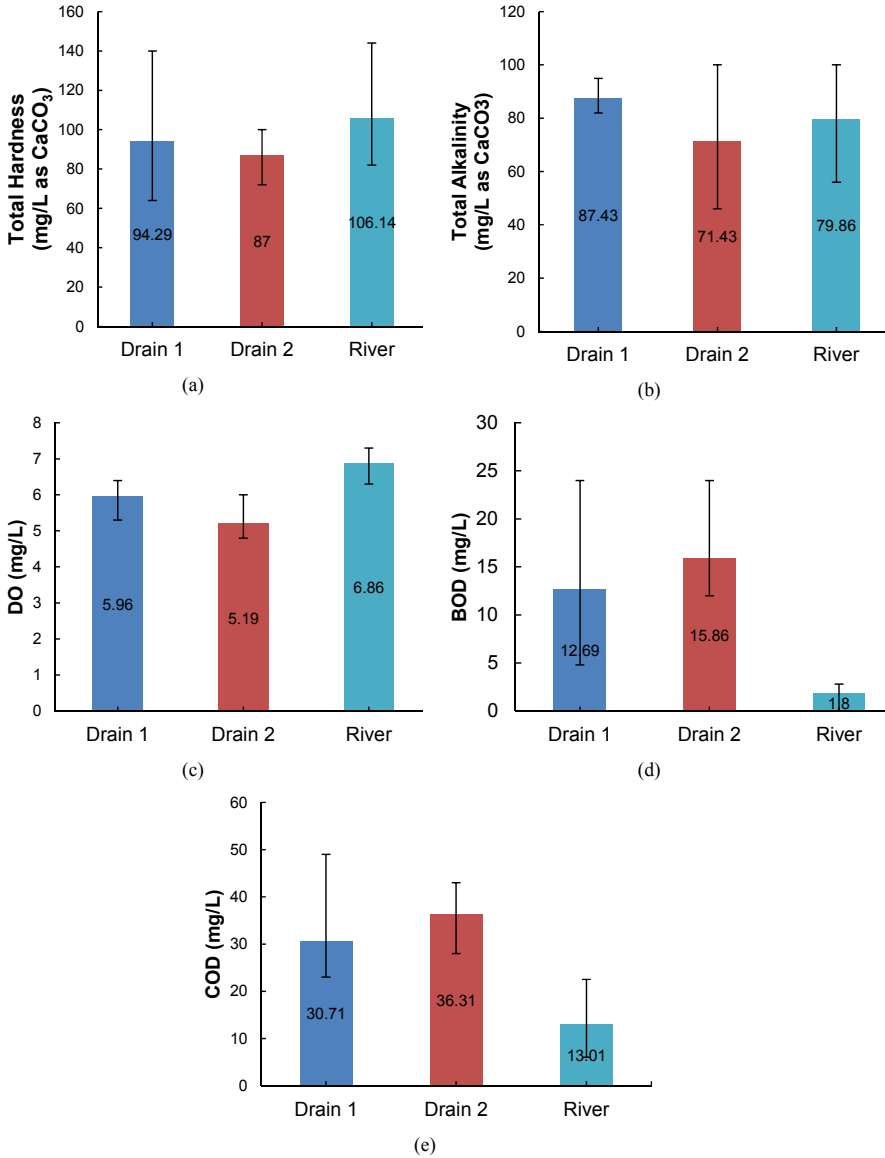 Total Hardness
(mg/L as CaCO₃)
160
140
120
100
80
60
40
20
0
94.29
87
106.14
Drain 1
Drain 2
River
(a)
Total Alkalinity
(mg/L as CaCO3)
120
100
80
60
40
20
0
87.43
71.43
79.86
Drain 1
Drain 2
River
(b)
DO (mg/L)
8
7
6
5
4
3
2
1
0
5.96
5.19
6.86
Drain 1
Drain 2
River
(c)
BOD (mg/L)
30
25
20
15
10
5
0
12.69
15.86
1.8
Drain 1
Drain 2
River
(d)
COD (mg/L)
60
50
40
30
20
10
0
30.71
36.31
13.01
Drain 1
Drain 2
River
(e)